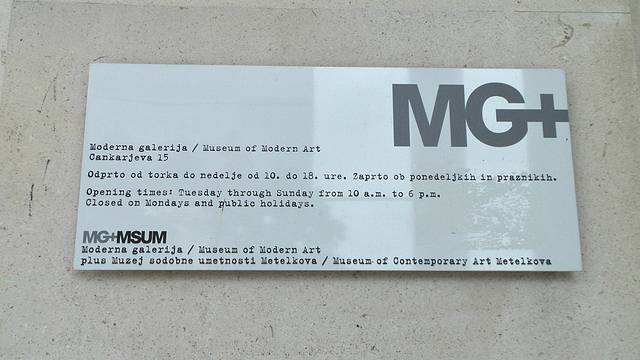 MG+
Moderna galerija / Museum of Modern Art
Cankarjeva 15
Odprto od torka do nedelje od 10. do 18. ure. Zaprto ob ponedeljkih in praznikih.
Opening times: Tuesday through Sunday from 10 a.m. to 6 p.m.
Closed on Mondays and public holidays.
MG+MSUM
Moderna galerija / Museum of Modern Art
plus Muzej sodobne umetnosti Metelkova / Museum of Contemporary Art Metelkova